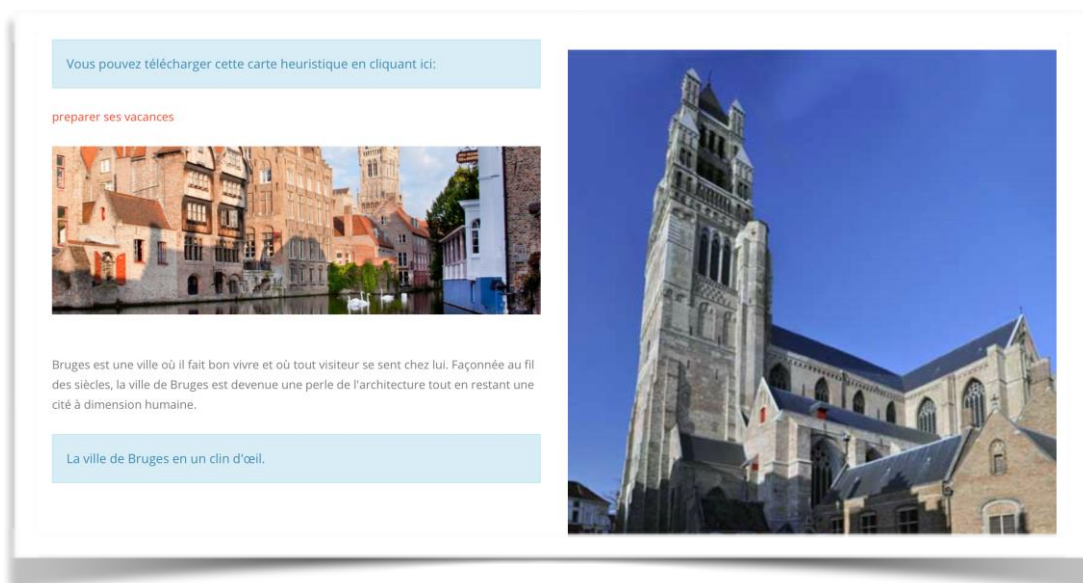 Vous pouvez télécharger cette carte heuristique en cliquant ici:
preparer ses vacances
Bruges est une ville où il fait bon vivre et où tout visiteur se sent chez lui. Façonnée au fil
des siècles, la ville de Bruges est devenue une perle de l'architecture tout en restant une
cité à dimension humaine.
La ville de Bruges en un clin d'œil.